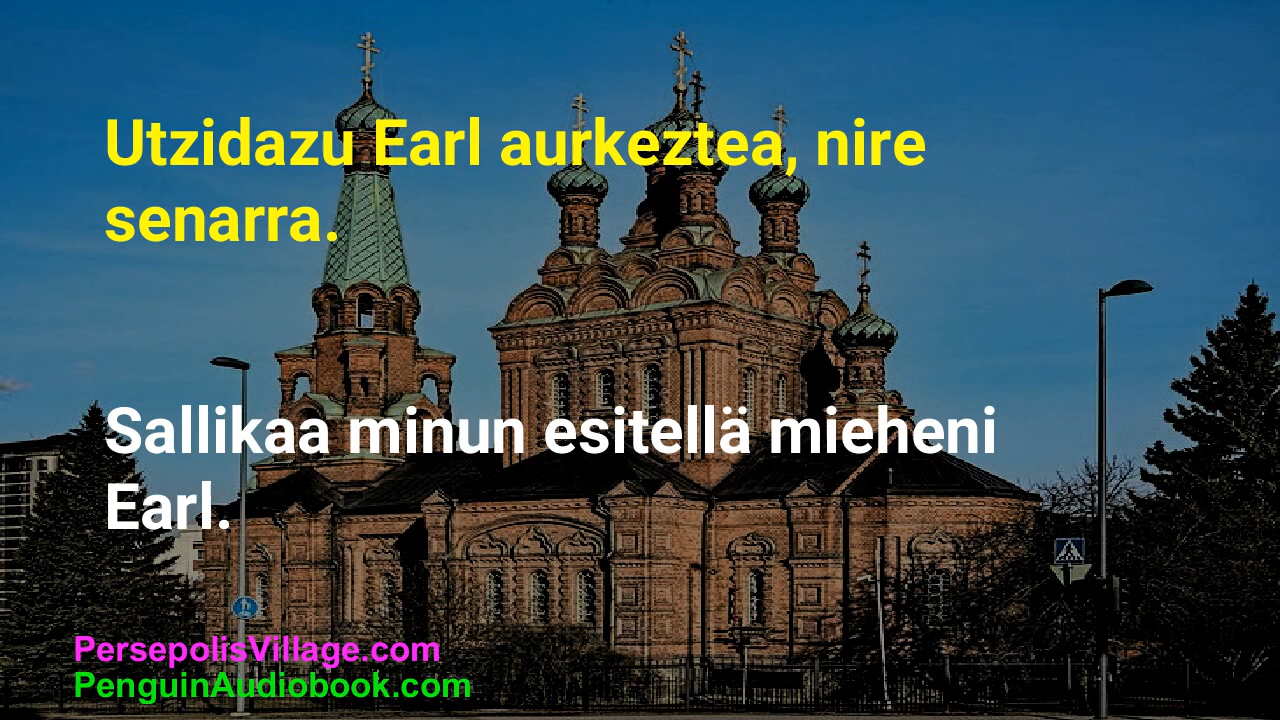 Utzidazu Earl aurkeztea, nire
senarra.
Sallikaa minun esitellä mieheni
Earl.
PersepolisVillage.com
PenguinAudiobook.com